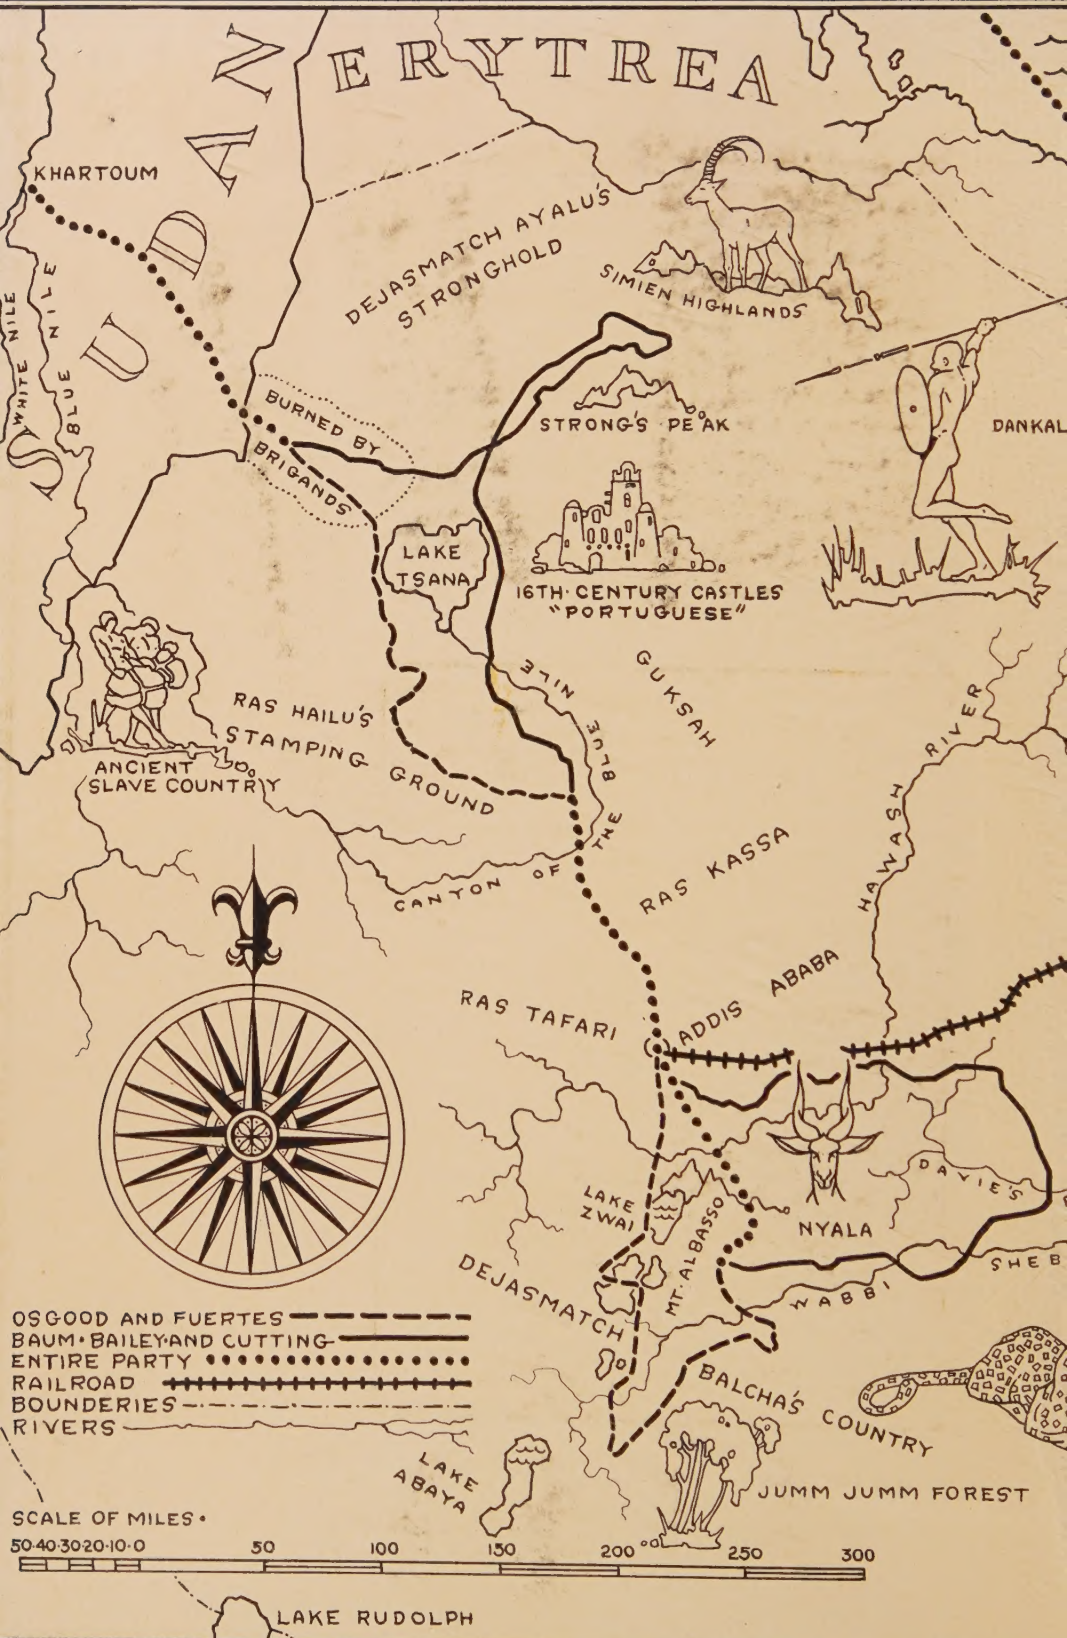 ERYTREA
SUDAN
KHARTOUM
WHITE NILE
BLUE NILE
DEJASMATCH AYALU'S
STRONGHOLD
SIMIEN HIGHLANDS
BURNED BY
BRIGANDS
STRONG'S PEAK
DANKAL
LAKE
TSANA
16TH·CENTURY CASTLES
"PORTUGUESE"
GUKSAH
RAS HAILU'S
STAMPING GROUND
ANCIENT
SLAVE COUNTRY
CANYON OF THE BLUE NILE
HAWASH RIVER
RAS KASSA
RAS TAFARI
ADDIS ABABA
LAKE
ZWAI
MT. ALBASSO
NYALA
DAVIE'S
SHEB
WABBI
DEJASMATCH
BALCHA'S COUNTRY
OSGOOD AND FUERTES
BAUM·BAILEY·AND CUTTING
ENTIRE PARTY
RAILROAD
BOUNDERIES
RIVERS
LAKE
ABAYA
JUMM JUMM FOREST
SCALE OF MILES·
50·40·30·20·10·0 50 100 150 200 250 300
LAKE RUDOLPH